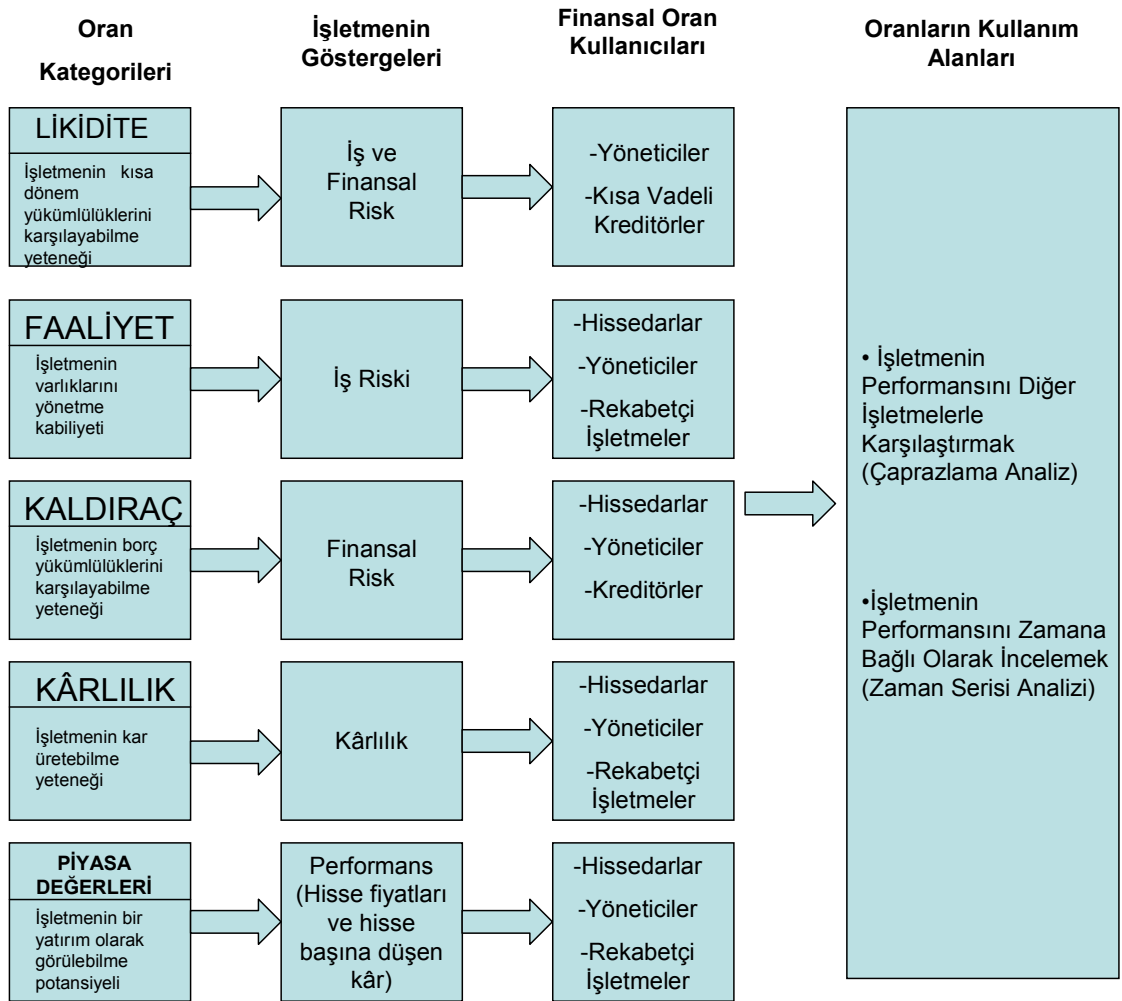 Oran
Kategorileri
İşletmenin
Göstergeleri
Finansal Oran
Kullanıcıları
Oranların Kullanım
Alanları
LİKİDİTE
İşletmenin kısa
dönem
yükümlülüklerini
karşılayabilme
yeteneği
İş ve
Finansal
Risk
-Yöneticiler
-Kısa Vadeli
Kreditörler
FAALİYET
İşletmenin
varlıklarını
yönetme
kabiliyeti
İş Riski
-Hissedarlar
-Yöneticiler
-Rekabetçi
İşletmeler
KALDIRAÇ
İşletmenin borç
yükümlülüklerini
karşılayabilme
yeteneği
Finansal
Risk
-Hissedarlar
-Yöneticiler
-Kreditörler
KÂRLILIK
İşletmenin kar
üretebilme
yeteneği
Kârlılık
-Hissedarlar
-Yöneticiler
-Rekabetçi
İşletmeler
PİYASA
DEĞERLERİ
İşletmenin bir
yatırım olarak
görülebilme
potansiyeli
Performans
(Hisse fiyatları
ve hisse
başına düşen
kâr)
-Hissedarlar
-Yöneticiler
-Rekabetçi
İşletmeler
• İşletmenin
Performansını Diğer
İşletmelerle
Karşılaştırmak
(Çaprazlama Analiz)
•İşletmenin
Performansını Zamana
Bağlı Olarak İncelemek
(Zaman Serisi Analizi)